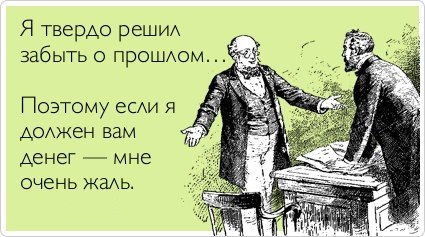 Я твердо решил
забыть о прошлом...
Поэтому если я
должен вам
денег — мне
очень жаль.